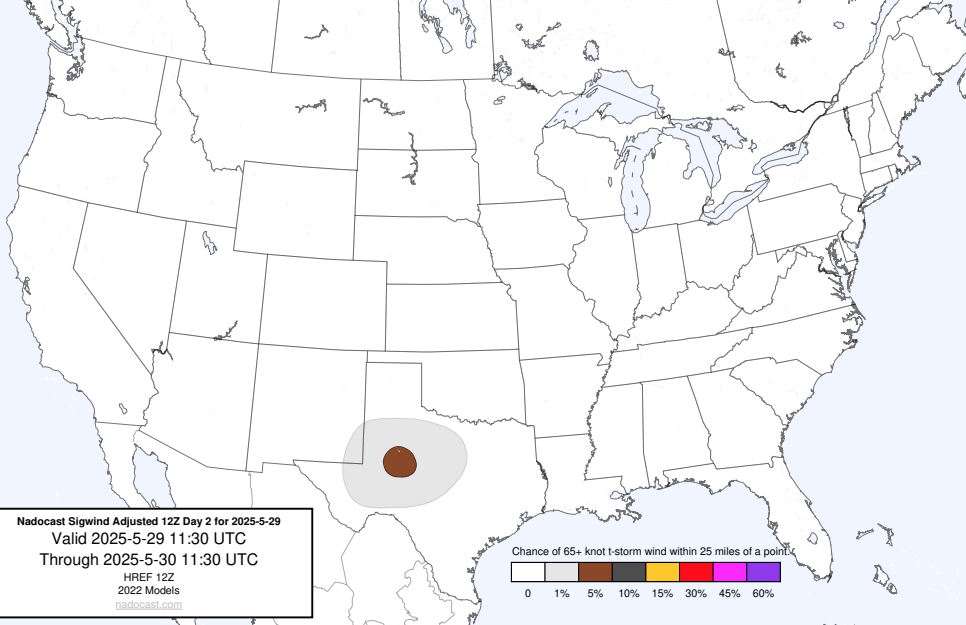 Nadocast Sigwind Adjusted 12Z Day 2 for 2025-5-29
Valid 2025-5-29 11:30 UTC
Through 2025-5-30 11:30 UTC
HREF 12Z
2022 Models
nadocast.com
Chance of 65+ knot t-storm wind within 25 miles of a point.
0 1% 5% 10% 15% 30% 45% 60%